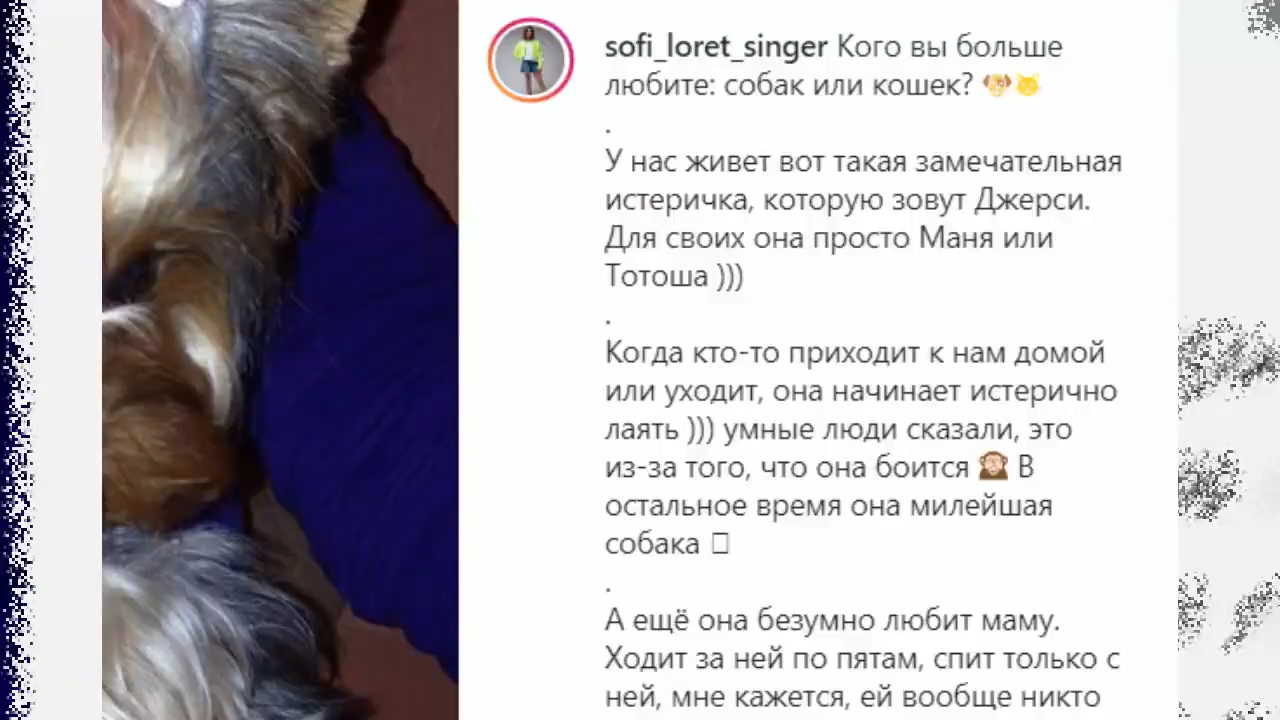 sofi_loret_singer Кого вы больше
любите: собак или кошек? 🐶🐱
.
У нас живет вот такая замечательная
истеричка, которую зовут Джерси.
Для своих она просто Маня или
Тотоша )))
.
Когда кто-то приходит к нам домой
или уходит, она начинает истерично
лаять ))) умные люди сказали, это
из-за того, что она боится 🙈 В
остальное время она милейшая
собака
.
А ещё она безумно любит маму.
Ходит за ней по пятам, спит только с
ней, мне кажется, ей вообще никто